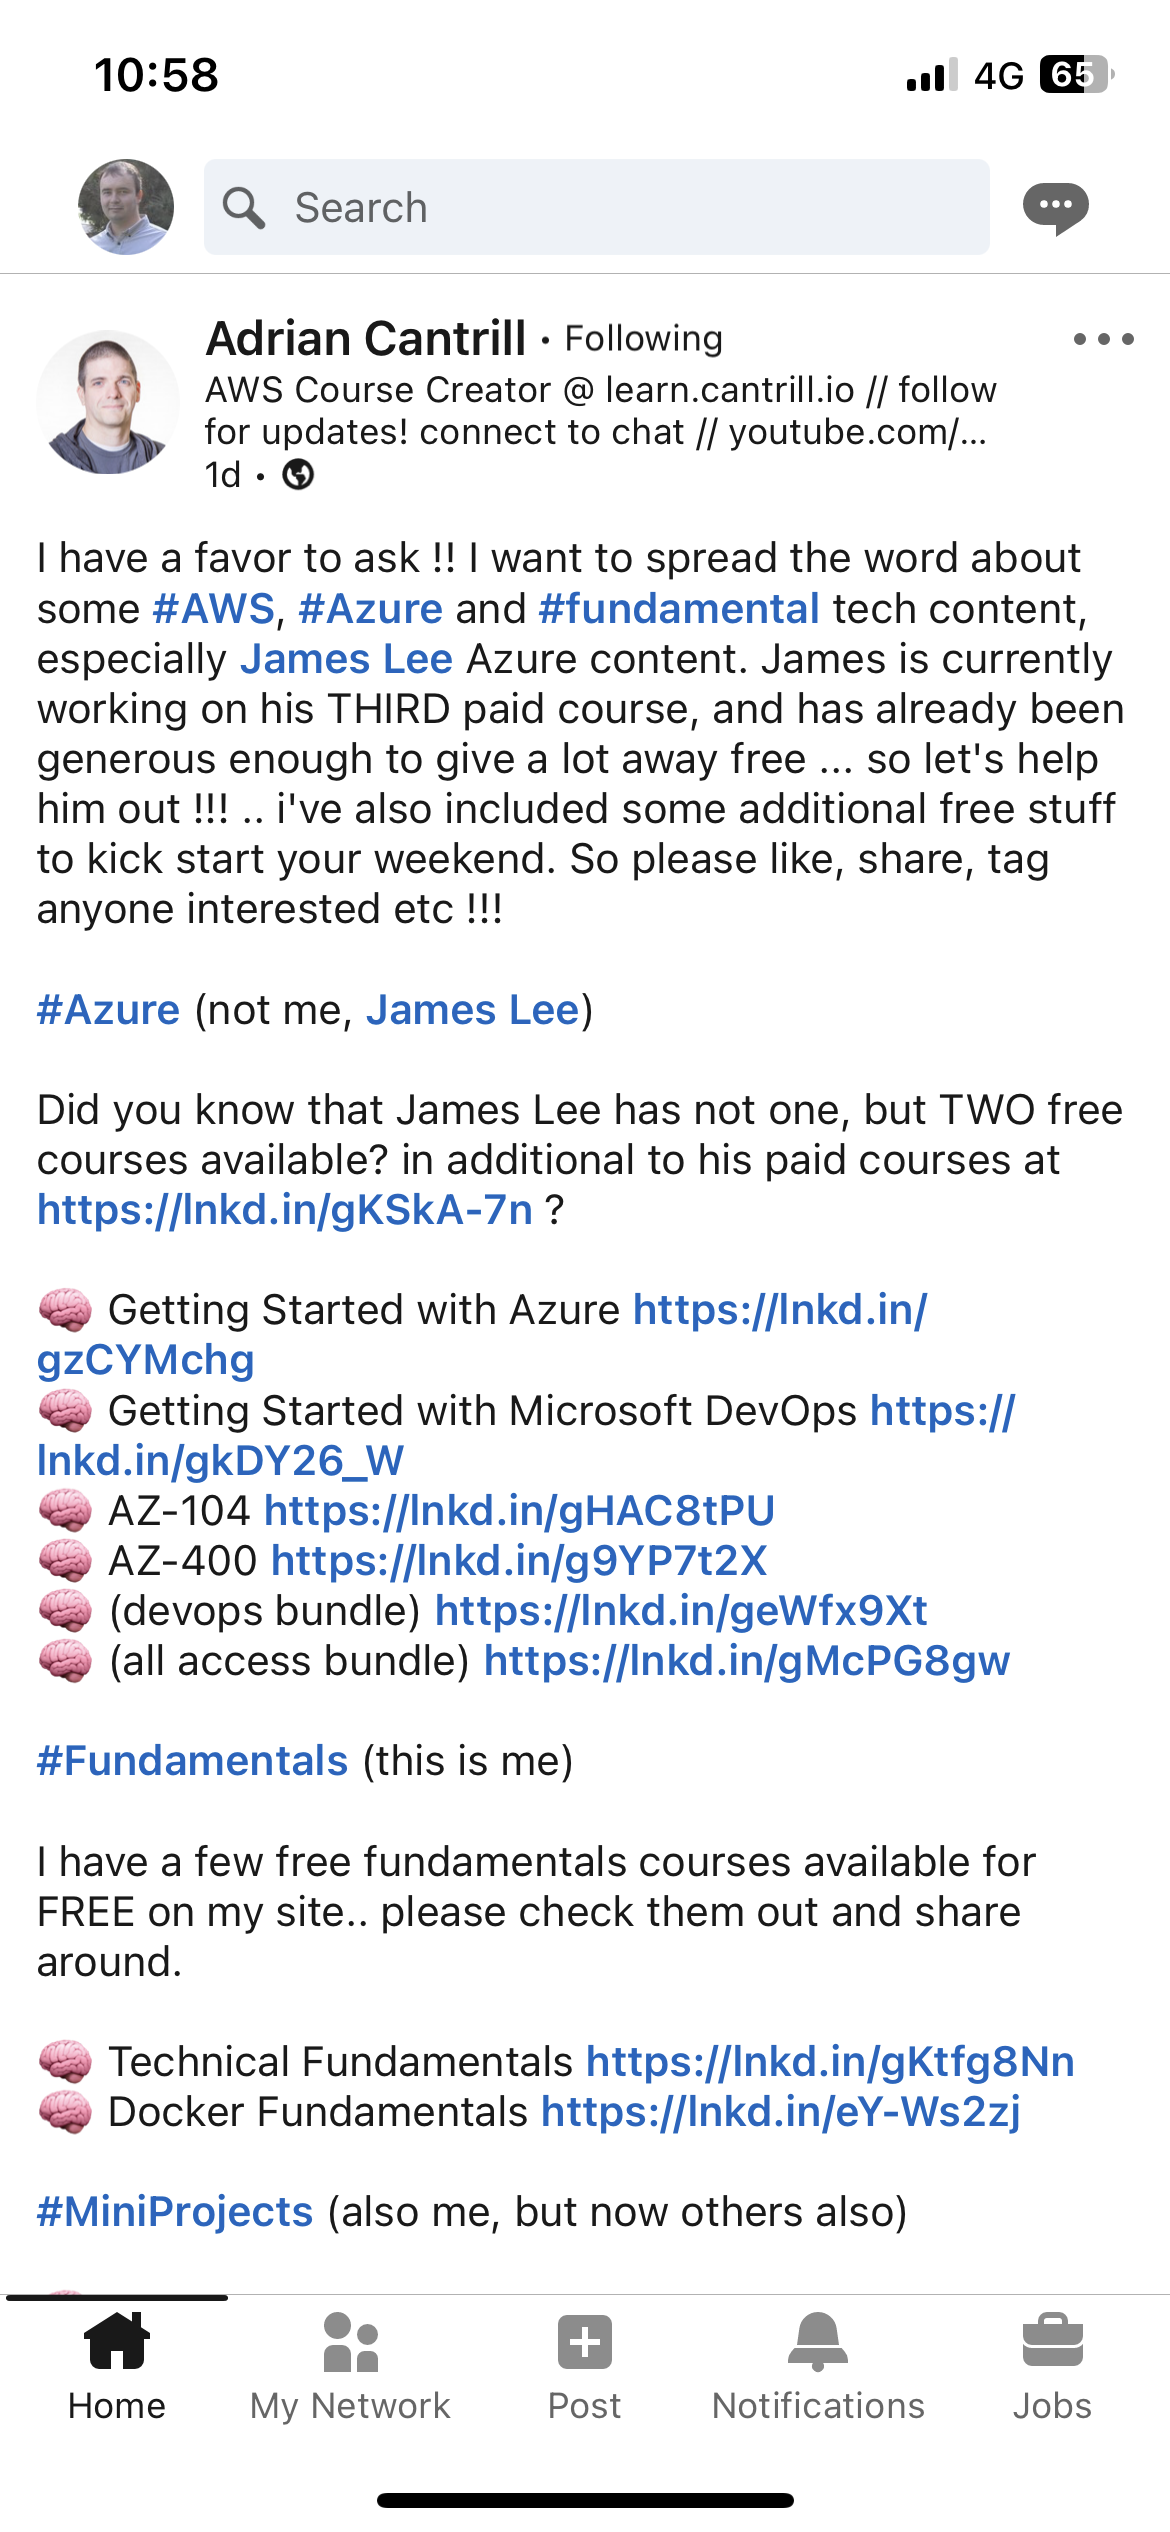 10:58
4G 65
Search
Adrian Cantrill • Following
AWS Course Creator @ learn.cantrill.io // follow
for updates! connect to chat // youtube.com/...
1d •
I have a favor to ask !! I want to spread the word about
some #AWS, #Azure and #fundamental tech content,
especially James Lee Azure content. James is currently
working on his THIRD paid course, and has already been
generous enough to give a lot away free ... so let's help
him out !!! .. i've also included some additional free stuff
to kick start your weekend. So please like, share, tag
anyone interested etc !!!
#Azure (not me, James Lee)
Did you know that James Lee has not one, but TWO free
courses available? in additional to his paid courses at
https://lnkd.in/gKSkA-7n ?
🧠 Getting Started with Azure https://lnkd.in/
gzCYMchg
🧠 Getting Started with Microsoft DevOps https://
lnkd.in/gkDY26_W
🧠 AZ-104 https://lnkd.in/gHAC8tPU
🧠 AZ-400 https://lnkd.in/g9YP7t2X
🧠 (devops bundle) https://lnkd.in/geWfx9Xt
🧠 (all access bundle) https://lnkd.in/gMcPG8gw
#Fundamentals (this is me)
I have a few free fundamentals courses available for
FREE on my site.. please check them out and share
around.
🧠 Technical Fundamentals https://lnkd.in/gKtfg8Nn
🧠 Docker Fundamentals https://lnkd.in/eY-Ws2zj
#MiniProjects (also me, but now others also)
Home My Network Post Notifications Jobs